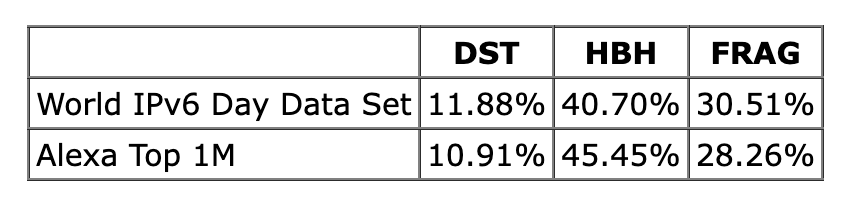 DST HBH FRAG
World IPv6 Day Data Set 11.88% 40.70% 30.51%
Alexa Top 1M 10.91% 45.45% 28.26%